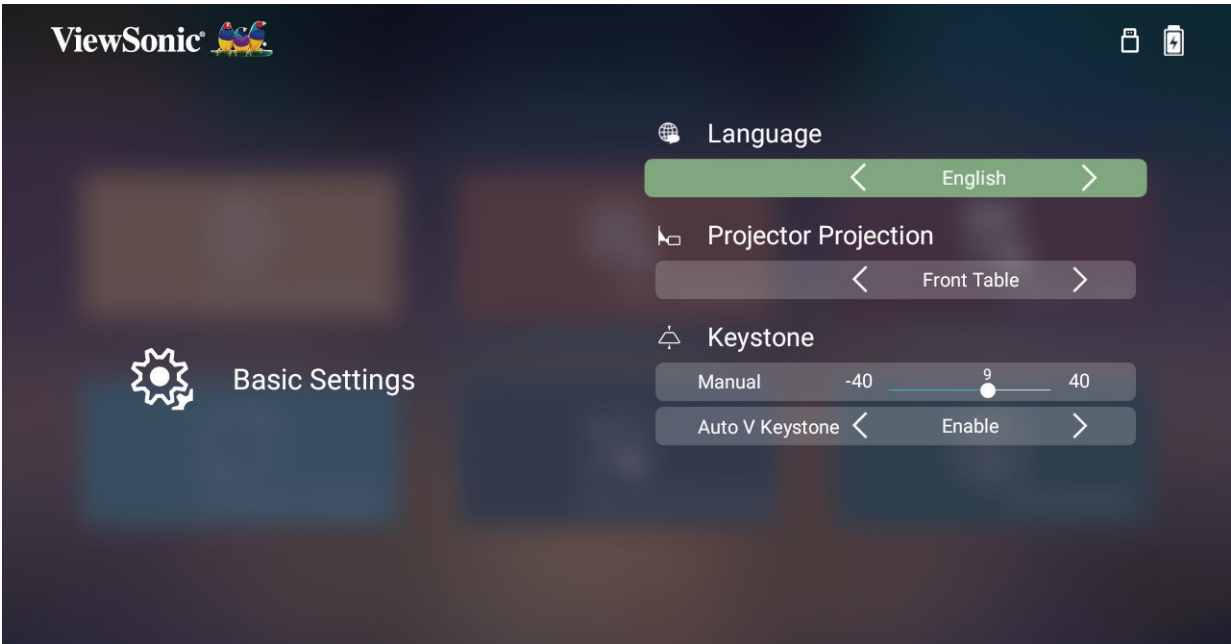 ViewSonic®
Language
English
Projector Projection
Front Table
Keystone
Manual -40 9 40
Auto V Keystone Enable
Basic Settings